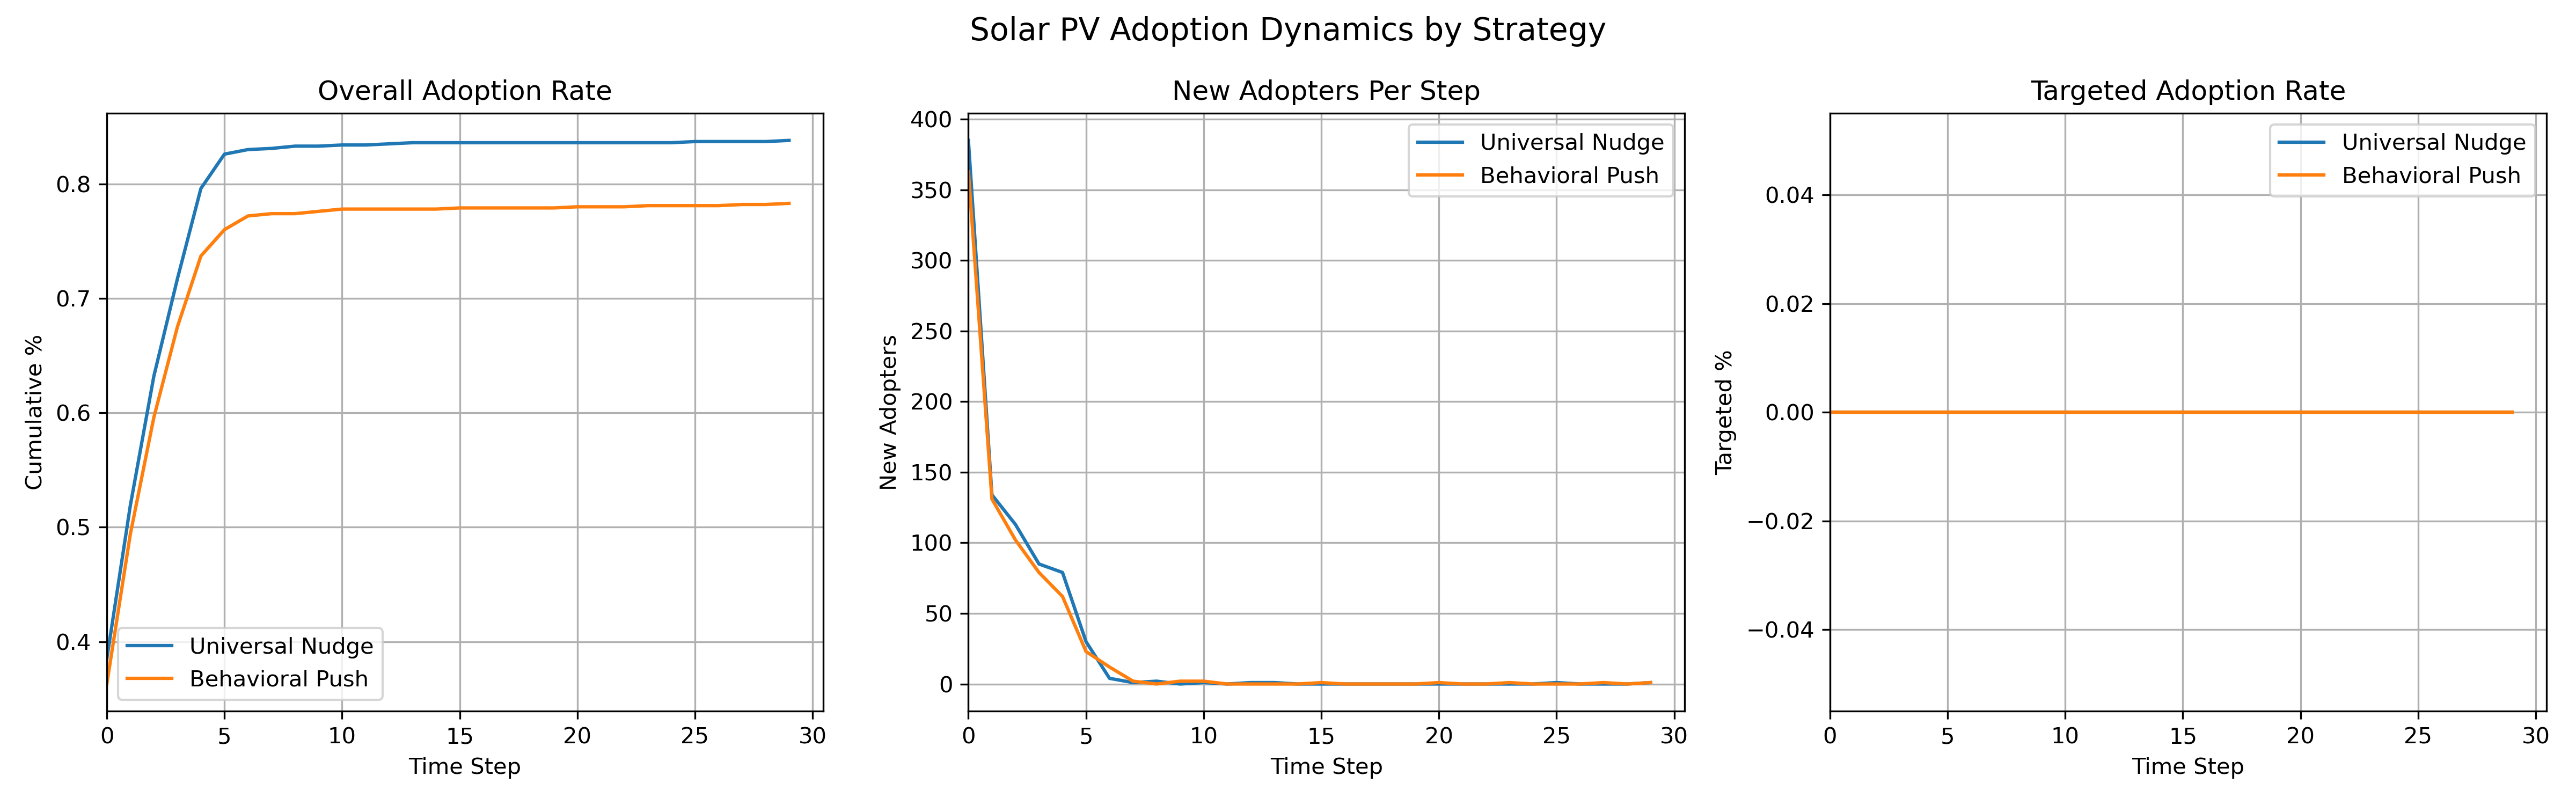 Solar PV Adoption Dynamics by Strategy
Overall Adoption Rate
Cumulative %
0.8
0.7
0.6
0.5
0.4
Universal Nudge
Behavioral Push
0 5 10 15 20 25 30
Time Step
New Adopters Per Step
New Adopters
400
350
300
250
200
150
100
50
0
Universal Nudge
Behavioral Push
0 5 10 15 20 25 30
Time Step
Targeted Adoption Rate
Targeted %
0.04
0.02
0.00
−0.02
−0.04
Universal Nudge
Behavioral Push
0 5 10 15 20 25 30
Time Step